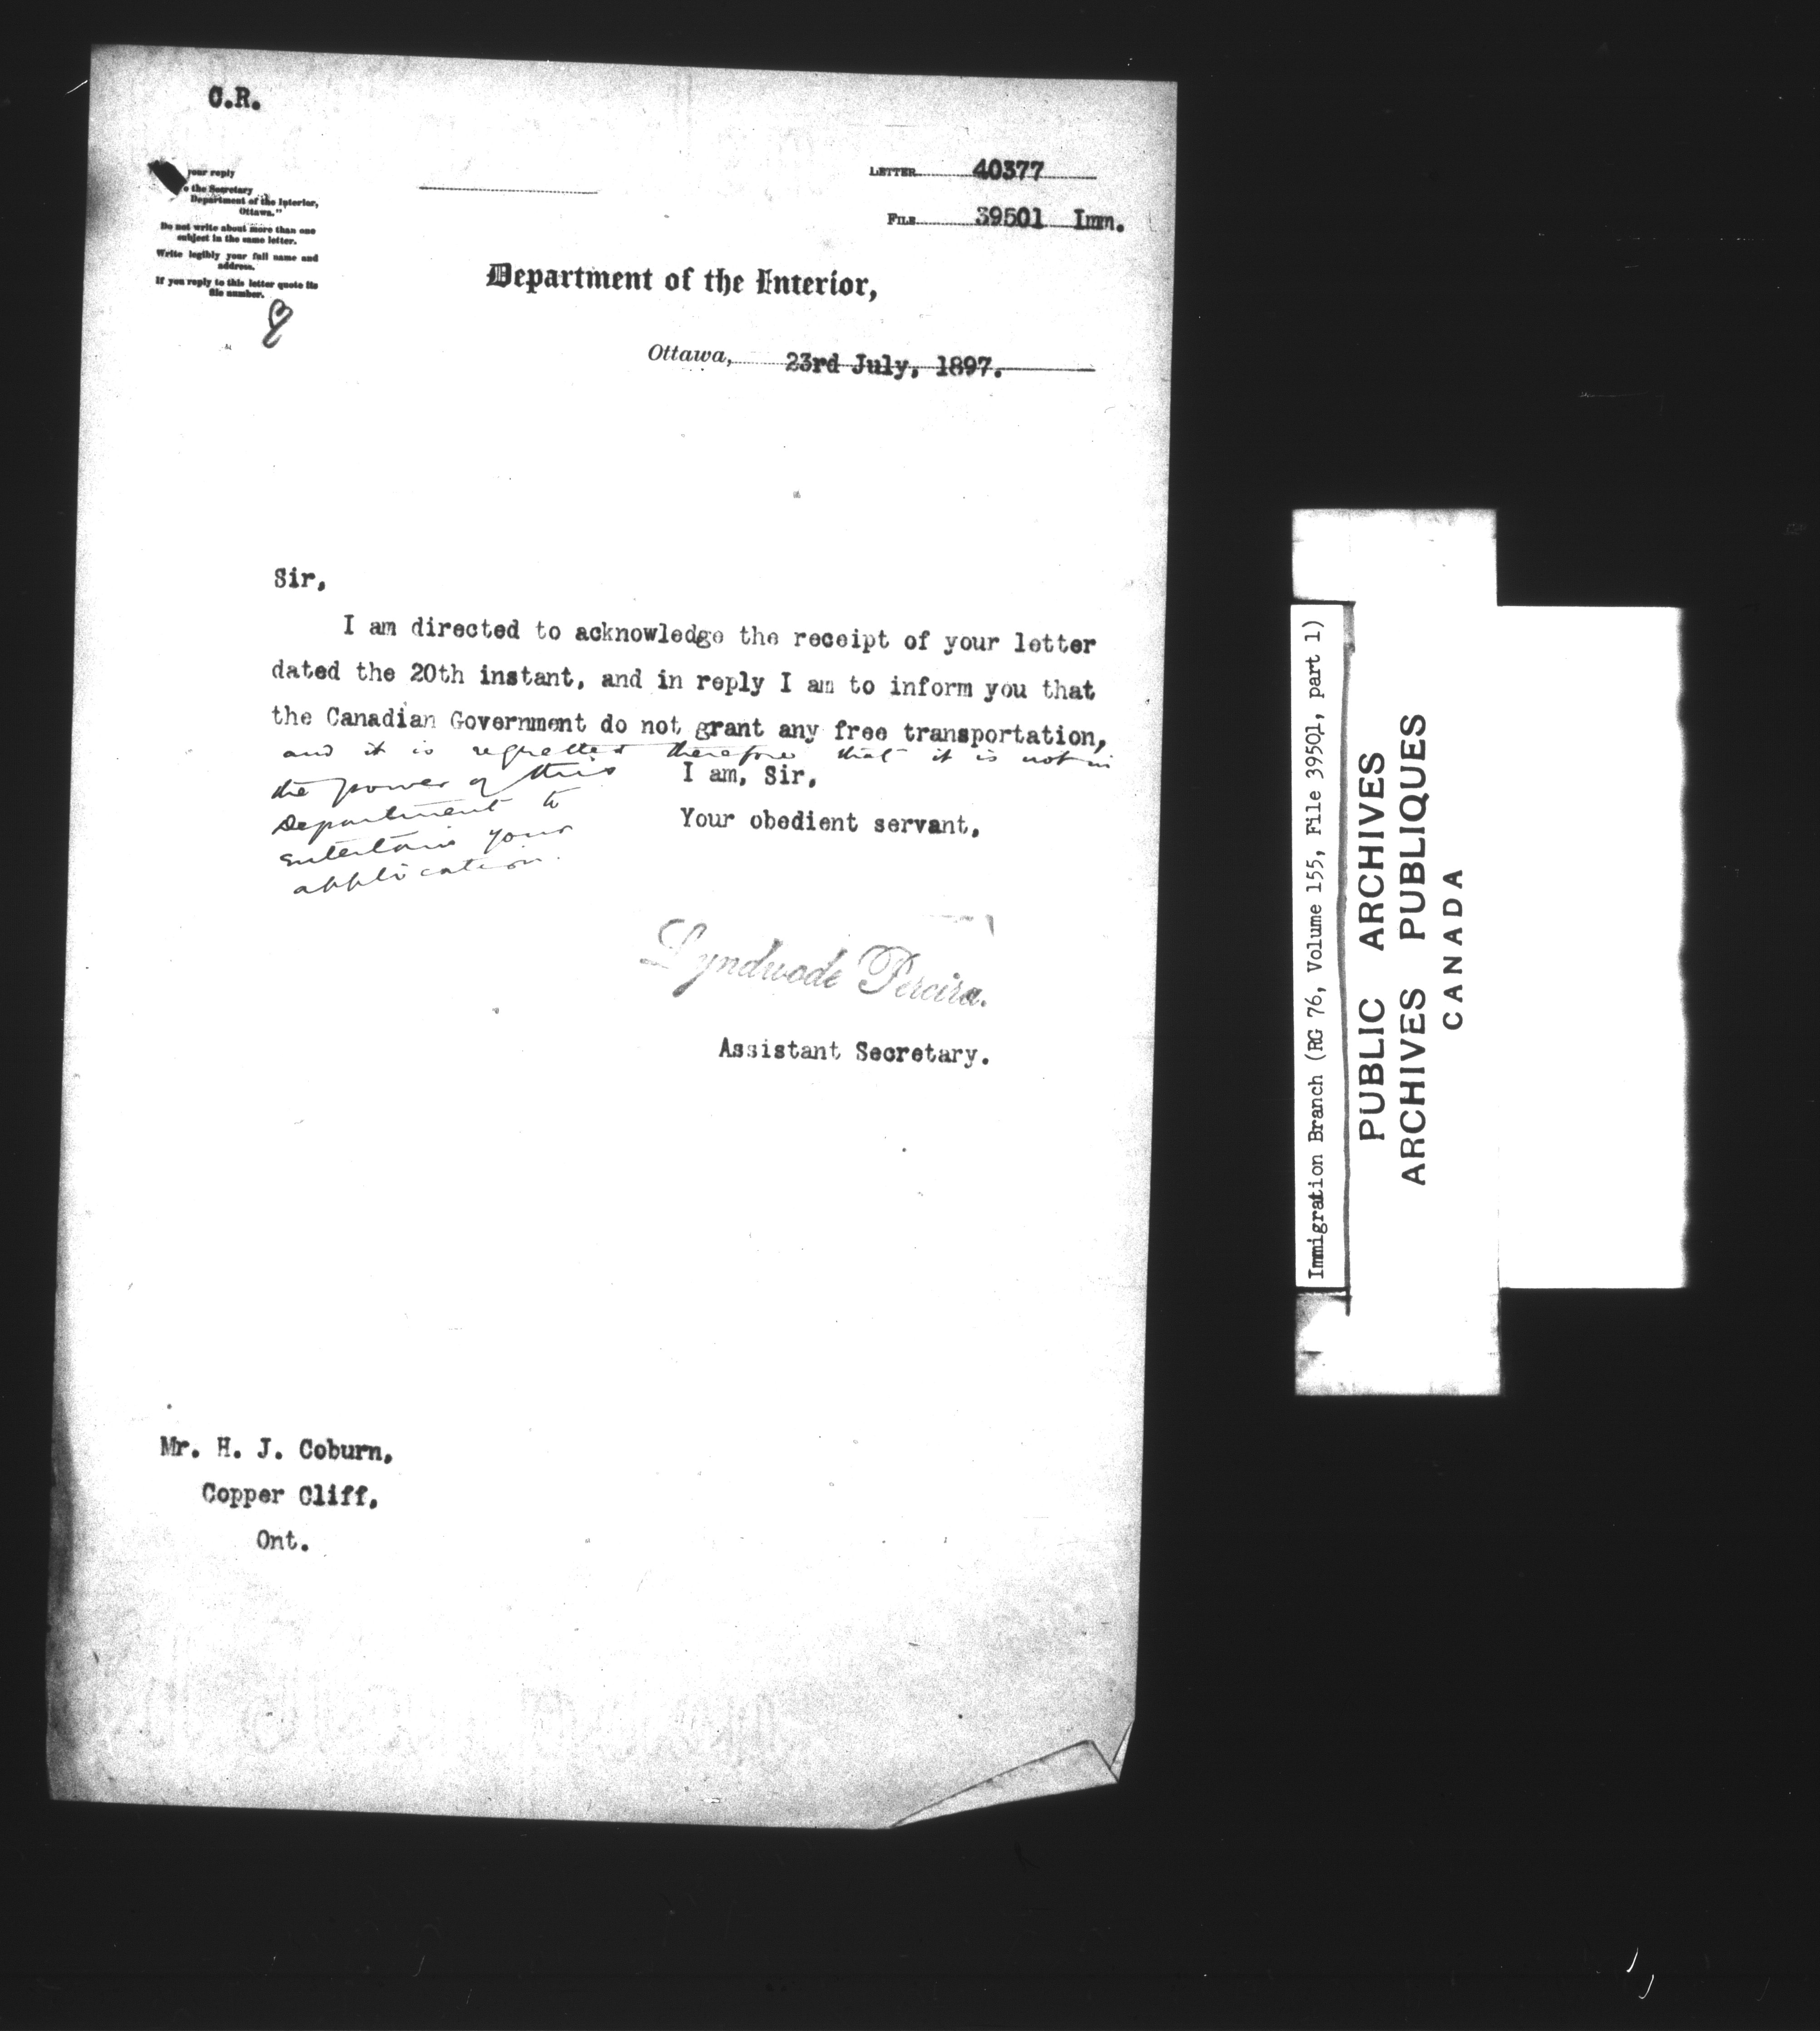 C.R.
your reply
o the Secretary
Department of the Interior,
Ottawa."
Do not write about more than one
subject in the same letter.
Write legibly your full name and
address.
If you reply to this letter quote its
file number.
LETTER 40377
FILE 39501 Imm.
Department of the Interior,
Ottawa, 23rd July, 1897.
Sir,
I am directed to acknowledge the receipt of your letter
dated the 20th instant, and in reply I am to inform you that
the Canadian Government do not grant any free transportation,
and it is regretted therefore that it is not in
the power of this
Department to
entertain your
application.
I am, Sir,
Your obedient servant,
Lyndwode Pereira.
Assistant Secretary.
Mr. H. J. Coburn,
Copper Cliff,
Ont.
Immigration Branch (RG 76, Volume 155, File 39501, part 1)
PUBLIC ARCHIVES
ARCHIVES PUBLIQUES
CANADA